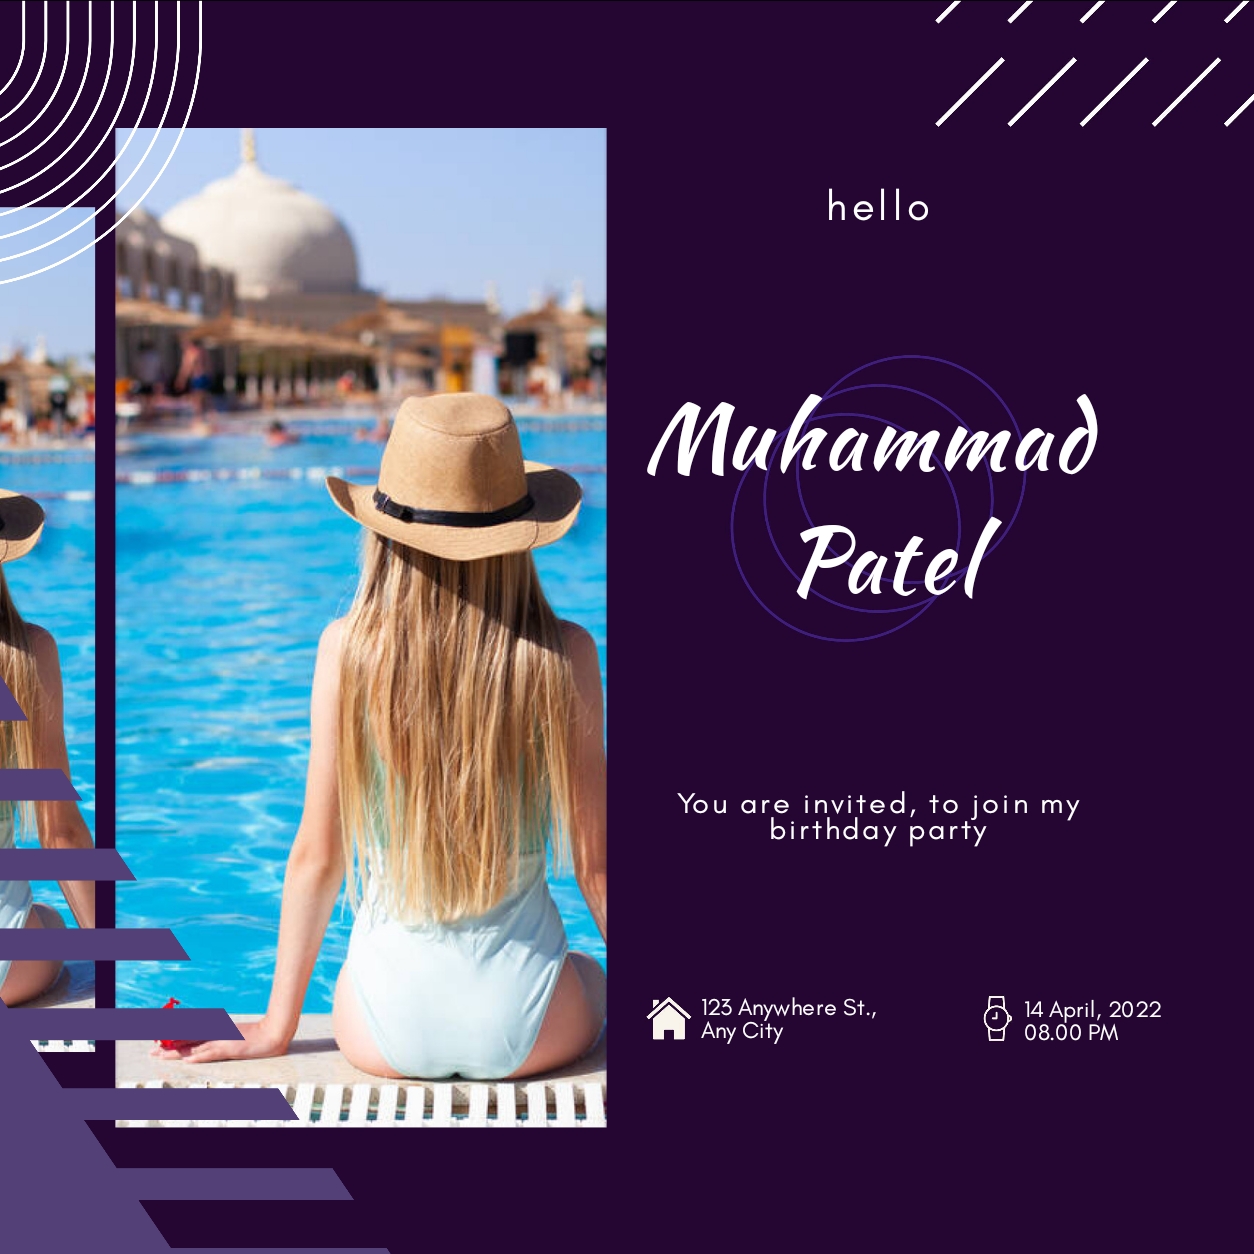 hello
Muhammad
Patel
You are invited, to join my
birthday party
123 Anywhere St.,
Any City
14 April, 2022
08.00 PM